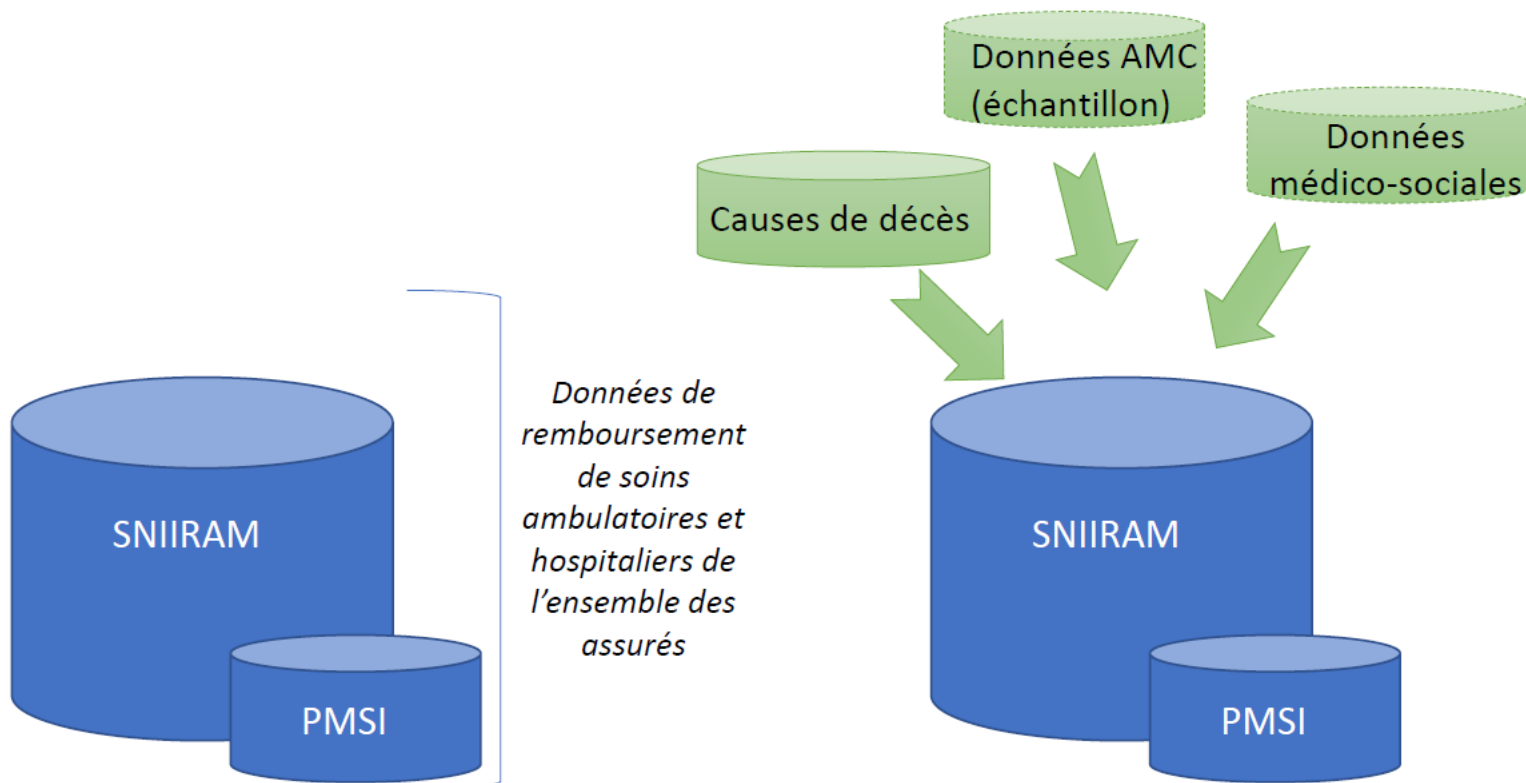 Données AMC
(échantillon)
Données
médico-sociales
Causes de décès
Données de
remboursement
de soins
ambulatoires et
hospitaliers de
l’ensemble des
assurés
SNIIRAM
PMSI
SNIIRAM
PMSI